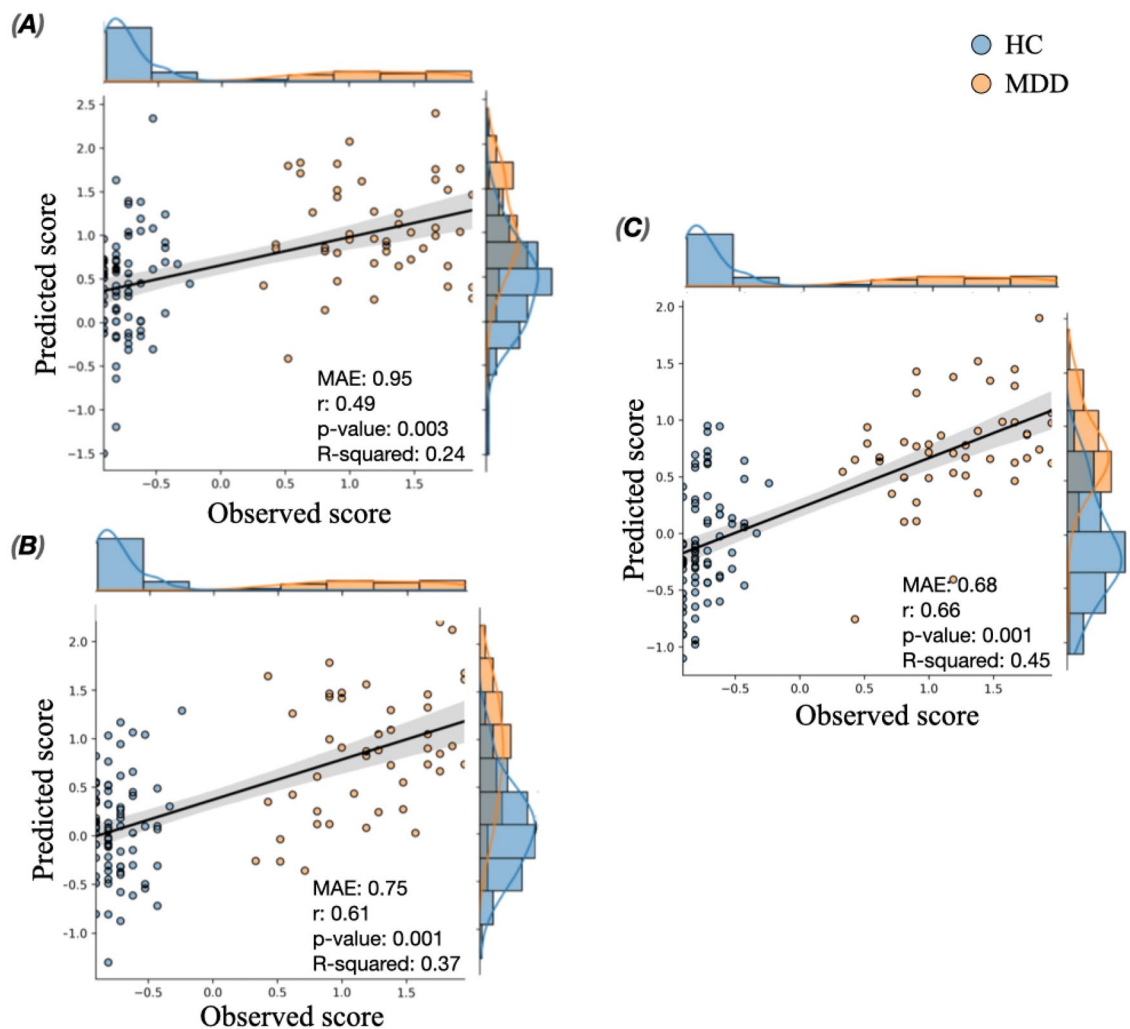 (A)
HC
MDD
2.5
2.0
1.5
1.0
0.5
0.0
−0.5
−1.0
−1.5
Predicted score
MAE: 0.95
r: 0.49
p-value: 0.003
R-squared: 0.24
−0.5 0.0 0.5 1.0 1.5
Observed score
(B)
2.0
1.5
1.0
0.5
0.0
−0.5
−1.0
Predicted score
MAE: 0.75
r: 0.61
p-value: 0.001
R-squared: 0.37
−0.5 0.0 0.5 1.0 1.5
Observed score
(C)
2.0
1.5
1.0
0.5
0.0
−0.5
−1.0
Predicted score
MAE: 0.68
r: 0.66
p-value: 0.001
R-squared: 0.45
−0.5 0.0 0.5 1.0 1.5
Observed score